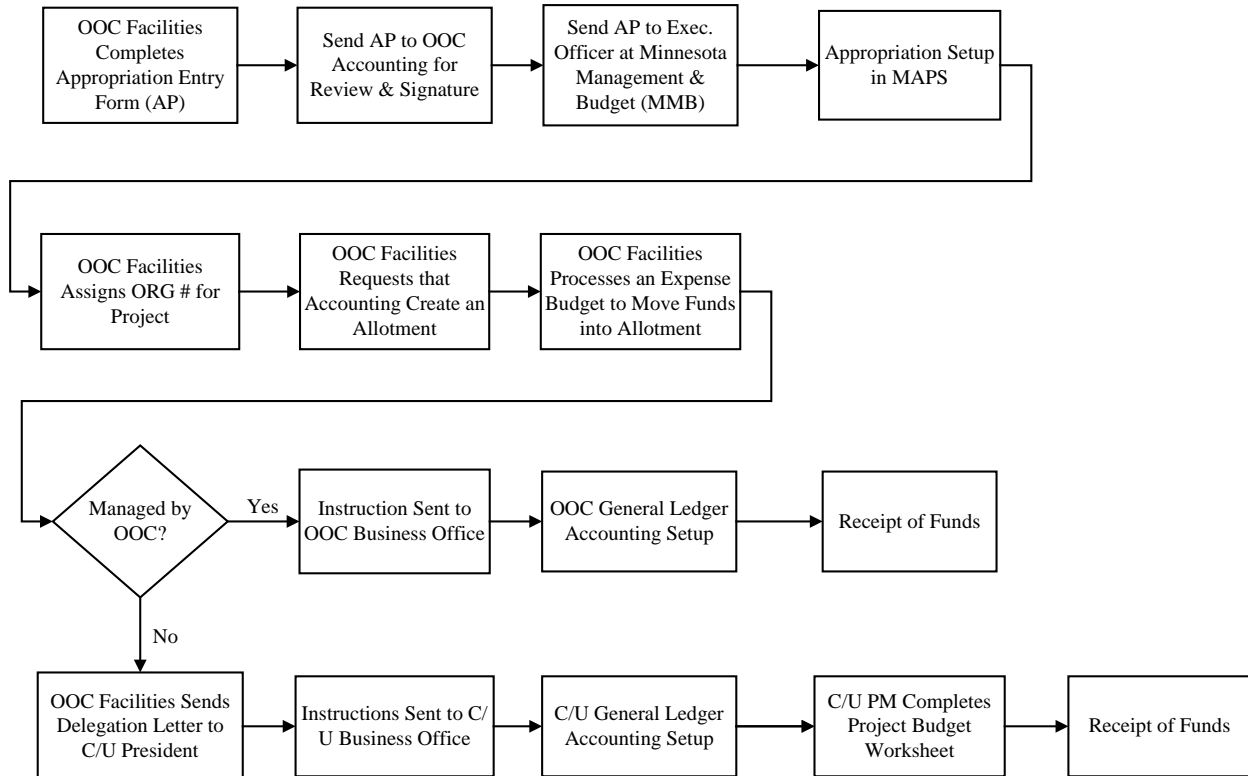 OOC Facilities
Completes
Appropriation Entry
Form (AP)
Send AP to OOC
Accounting for
Review & Signature
Send AP to Exec.
Officer at Minnesota
Management &
Budget (MMB)
Appropriation Setup
in MAPS
OOC Facilities
Assigns ORG # for
Project
OOC Facilities
Requests that
Accounting Create an
Allotment
OOC Facilities
Processes an Expense
Budget to Move Funds
into Allotment
Managed by
OOC?
Yes
Instruction Sent to
OOC Business Office
OOC General Ledger
Accounting Setup
Receipt of Funds
No
OOC Facilities Sends
Delegation Letter to
C/U President
Instructions Sent to C/
U Business Office
C/U General Ledger
Accounting Setup
C/U PM Completes
Project Budget
Worksheet
Receipt of Funds